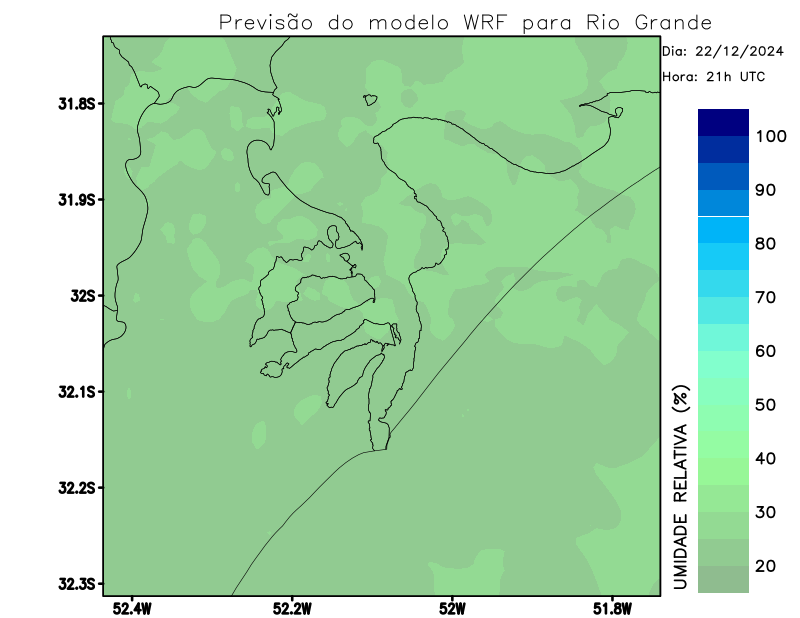 Previsão do modelo WRF para Rio Grande
Dia: 22/12/2024
Hora: 21h UTC
31.8S
31.9S
32S
32.1S
32.2S
32.3S
52.4W 52.2W 52W 51.8W
UMIDADE RELATIVA (%)
100
90
80
70
60
50
40
30
20